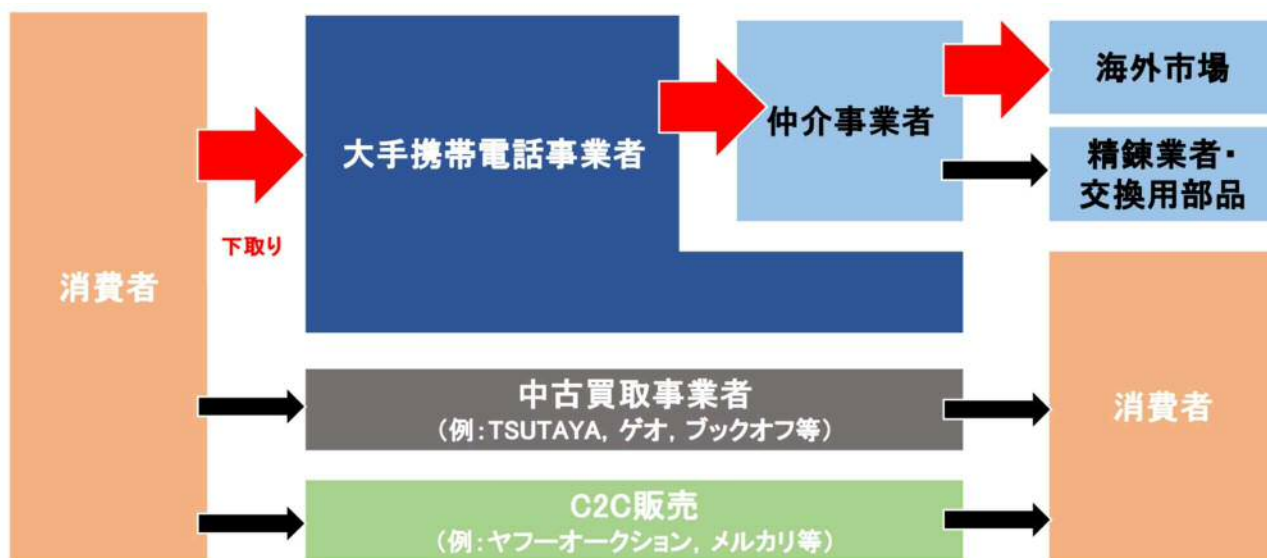 消費者
下取り
大手携帯電話事業者
仲介事業者
海外市場
精錬業者・
交換用部品
中古買取事業者
（例：TSUTAYA, ゲオ, ブックオフ等）
C2C販売
（例：ヤフーオークション, メルカリ等）
消費者